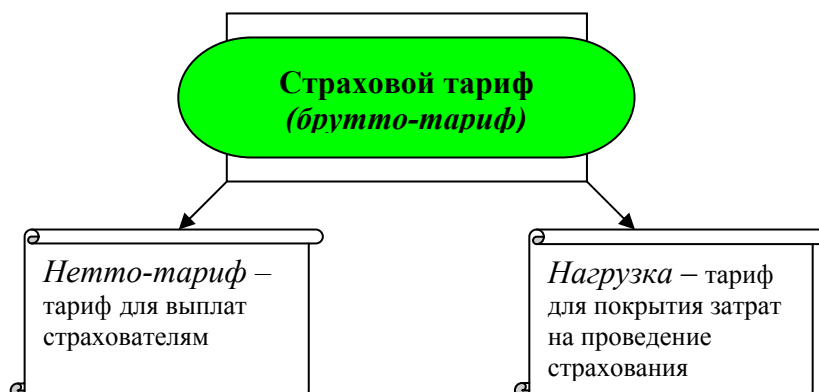 Страховой тариф
(брутто-тариф)
Нетто-тариф –
тариф для выплат
страхователям
Нагрузка – тариф
для покрытия затрат
на проведение
страхования